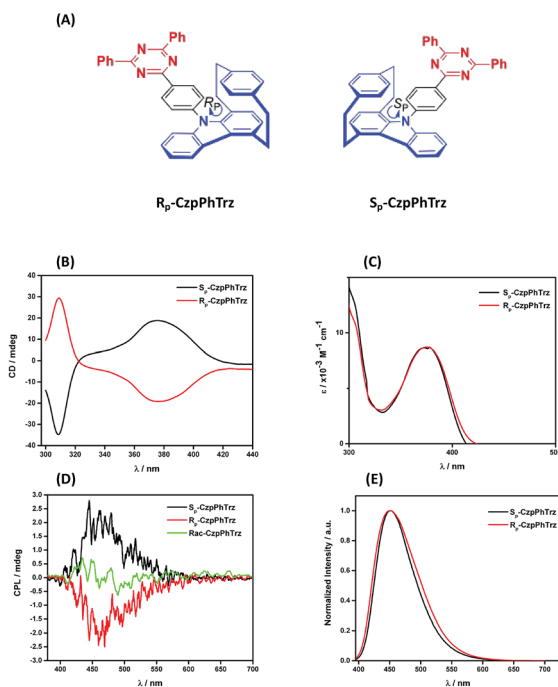 (A)
Ph
N
N
Ph
N
R
P
N
Ph
N
N
Ph
N
S
P
N
Rp-CzpPhTrz
Sp-CzpPhTrz
(B)
CD / mdeg
40
30
20
10
0
-10
-20
-30
-40
300 320 340 360 380 400 420 440
λ / nm
Sp-CzpPhTrz
Rp-CzpPhTrz
(C)
ε / x10⁻³ M⁻¹ cm⁻¹
10
0
300 400 500
λ / nm
Sp-CzpPhTrz
Rp-CzpPhTrz
(D)
CPL / mdeg
3.0
2.5
2.0
1.5
1.0
0.5
0.0
-0.5
-1.0
-1.5
-2.0
-2.5
-3.0
400 450 500 550 600 650 700
λ / nm
Sp-CzpPhTrz
Rp-CzpPhTrz
Rac-CzpPhTrz
(E)
Normalized Intensity / a.u.
1.0
0.8
0.6
0.4
0.2
0.0
400 450 500 550 600 650 700
λ / nm
Sp-CzpPhTrz
Rp-CzpPhTrz